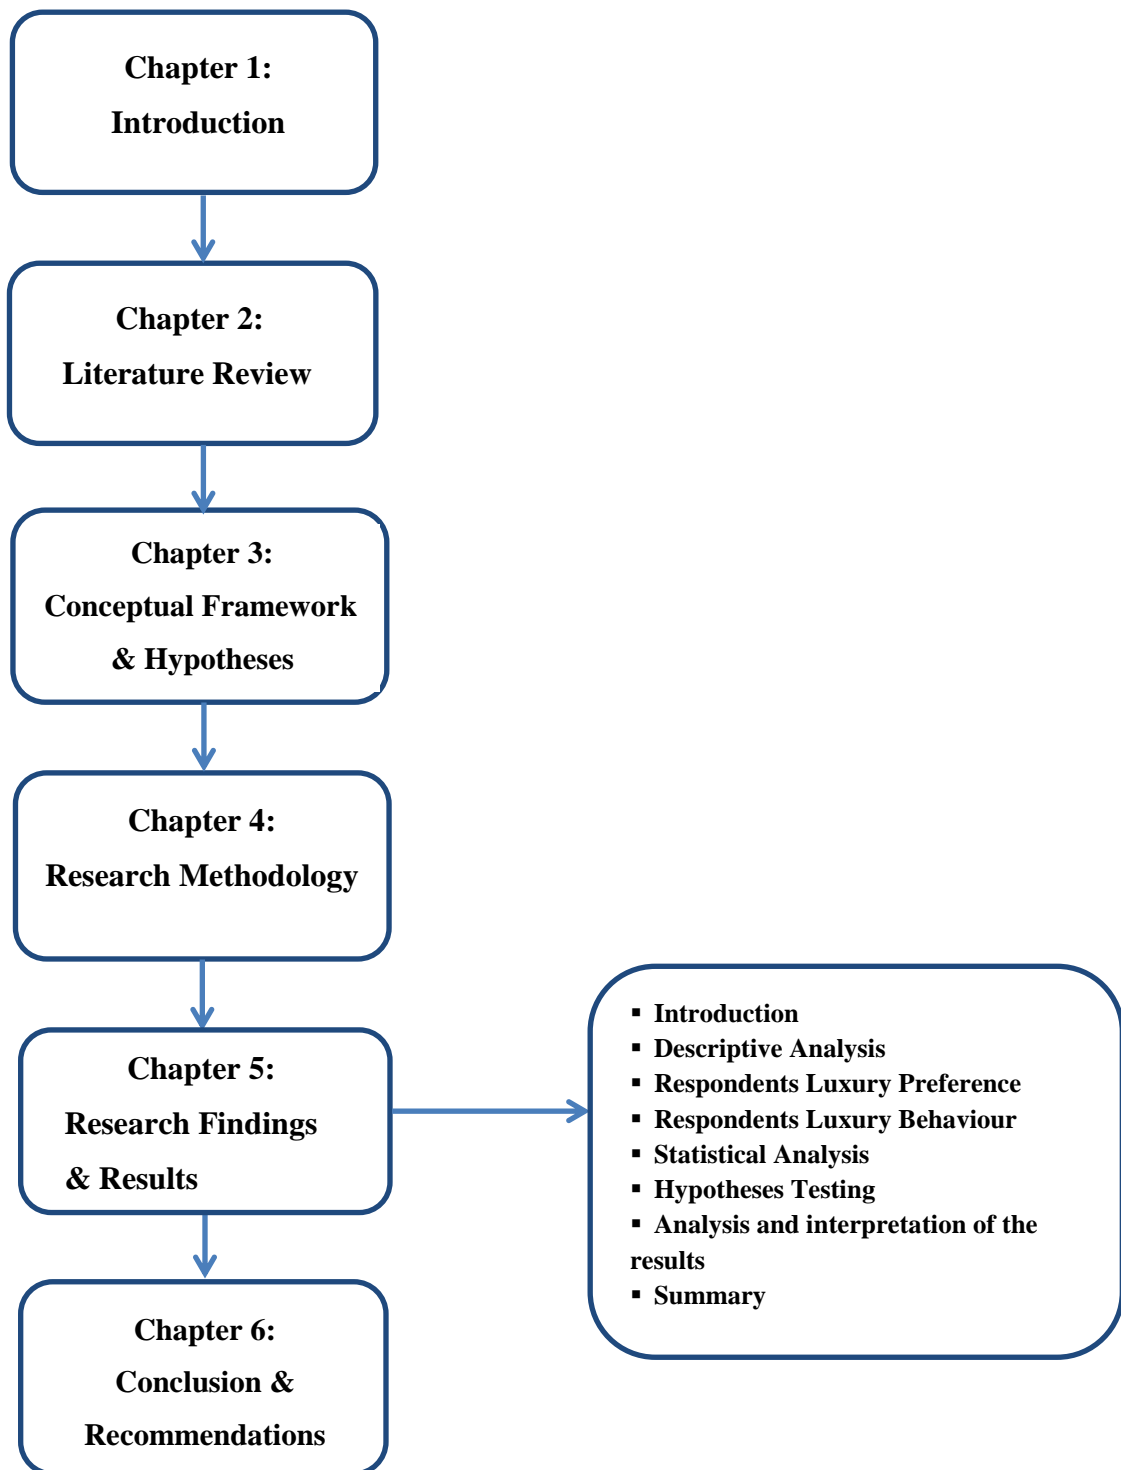 Chapter 1:
Introduction
Chapter 2:
Literature Review
Chapter 3:
Conceptual Framework
& Hypotheses
Chapter 4:
Research Methodology
Chapter 5:
Research Findings
& Results
▪ Introduction
▪ Descriptive Analysis
▪ Respondents Luxury Preference
▪ Respondents Luxury Behaviour
▪ Statistical Analysis
▪ Hypotheses Testing
▪ Analysis and interpretation of the
results
▪ Summary
Chapter 6:
Conclusion &
Recommendations